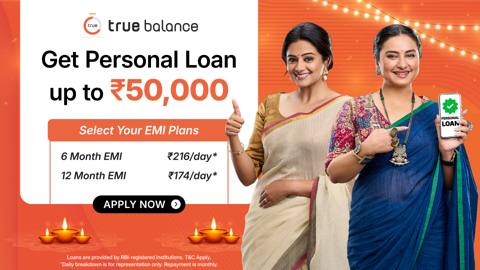 true balance
Get Personal Loan
up to ₹50,000
Select Your EMI Plans
6 Month EMI ₹216/day*
12 Month EMI ₹174/day*
APPLY NOW
PERSONAL
LOAN
Loans are provided by RBI-registered institutions. T&C Apply.
*Daily breakdown is for representation only. Repayment is monthly.